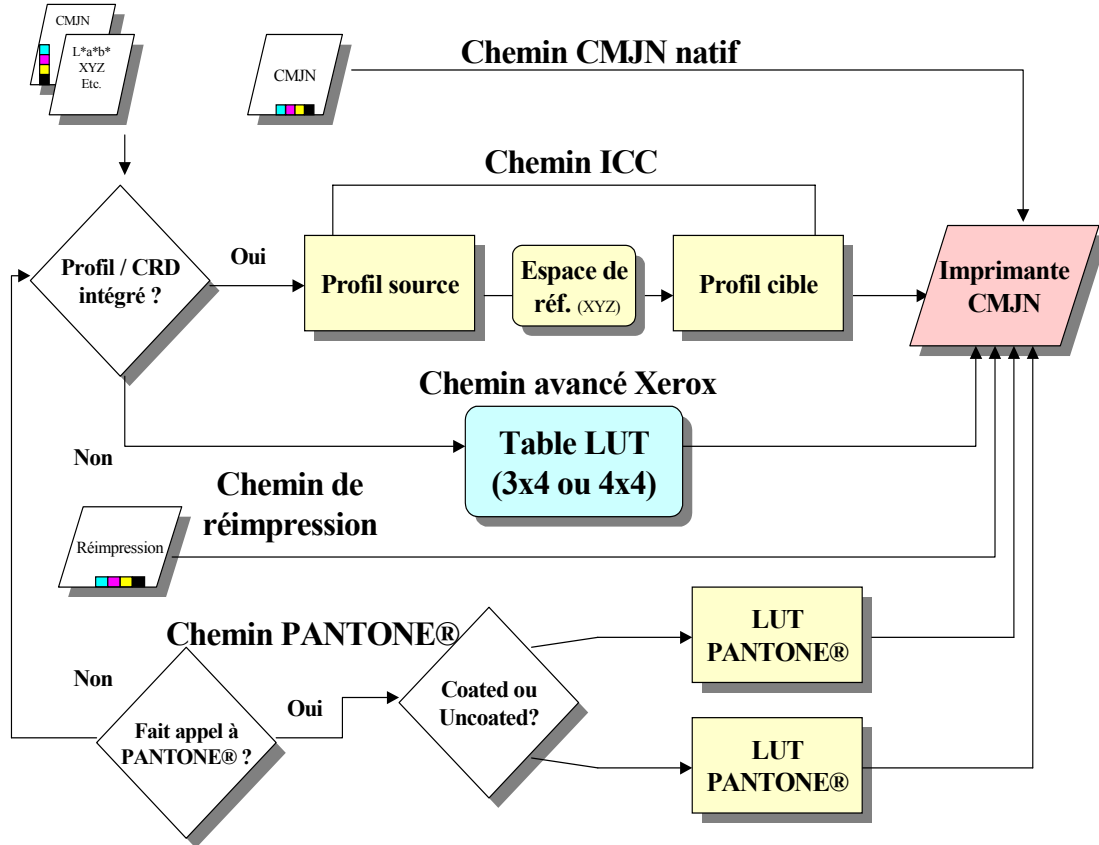 CMJN
L*a*b*
XYZ
Etc.
CMJN
Chemin CMJN natif
Chemin ICC
Profil / CRD
intégré ?
Oui
Profil source
Espace de
réf. (XYZ)
Profil cible
Imprimante
CMJN
Chemin avancé Xerox
Non
Table LUT
(3x4 ou 4x4)
Chemin de
réimpression
Réimpression
Chemin PANTONE®
Non
Fait appel à
PANTONE® ?
Oui
Coated ou
Uncoated?
LUT
PANTONE®
LUT
PANTONE®